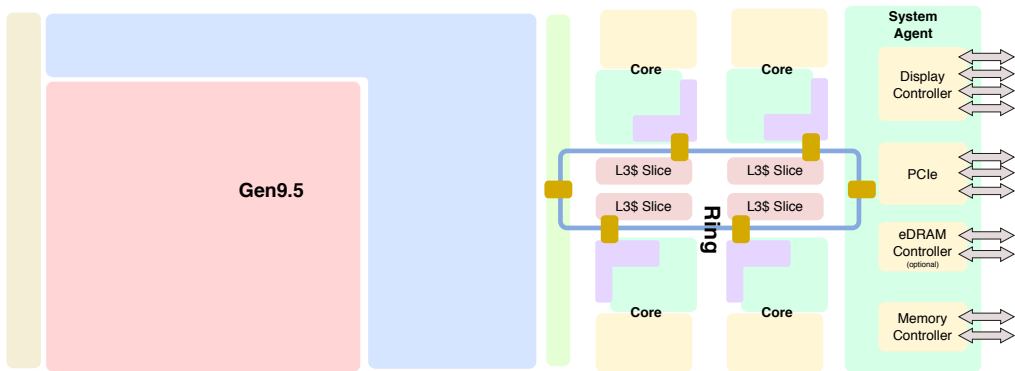 System
Agent
Core
Core
Display
Controller
L3$ Slice
L3$ Slice
PCIe
Gen9.5
L3$ Slice
L3$ Slice
Ring
eDRAM
Controller
(optional)
Core
Core
Memory
Controller